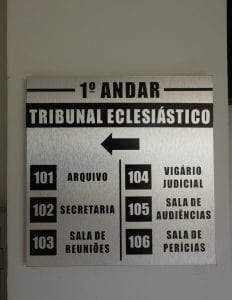 1º ANDAR
TRIBUNAL ECLESIÁSTICO
101 ARQUIVO
102 SECRETARIA
103 SALA DE
REUNIÕES
104 VIGÁRIO
JUDICIAL
105 SALA DE
AUDIÊNCIAS
106 SALA DE
PERÍCIAS